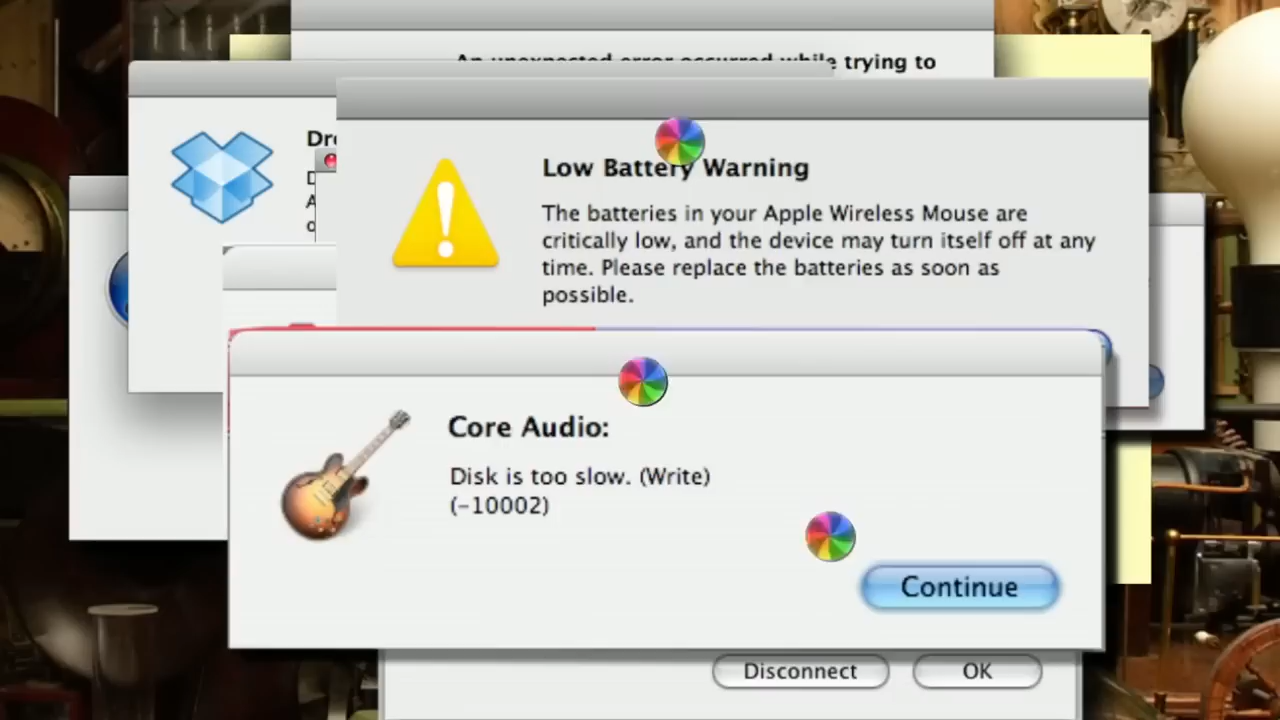 An unexpected error occurred while trying to
Low Battery Warning
The batteries in your Apple Wireless Mouse are
critically low, and the device may turn itself off at any
time. Please replace the batteries as soon as
possible.
Core Audio:
Disk is too slow. (Write)
(-10002)
Continue
Disconnect
OK